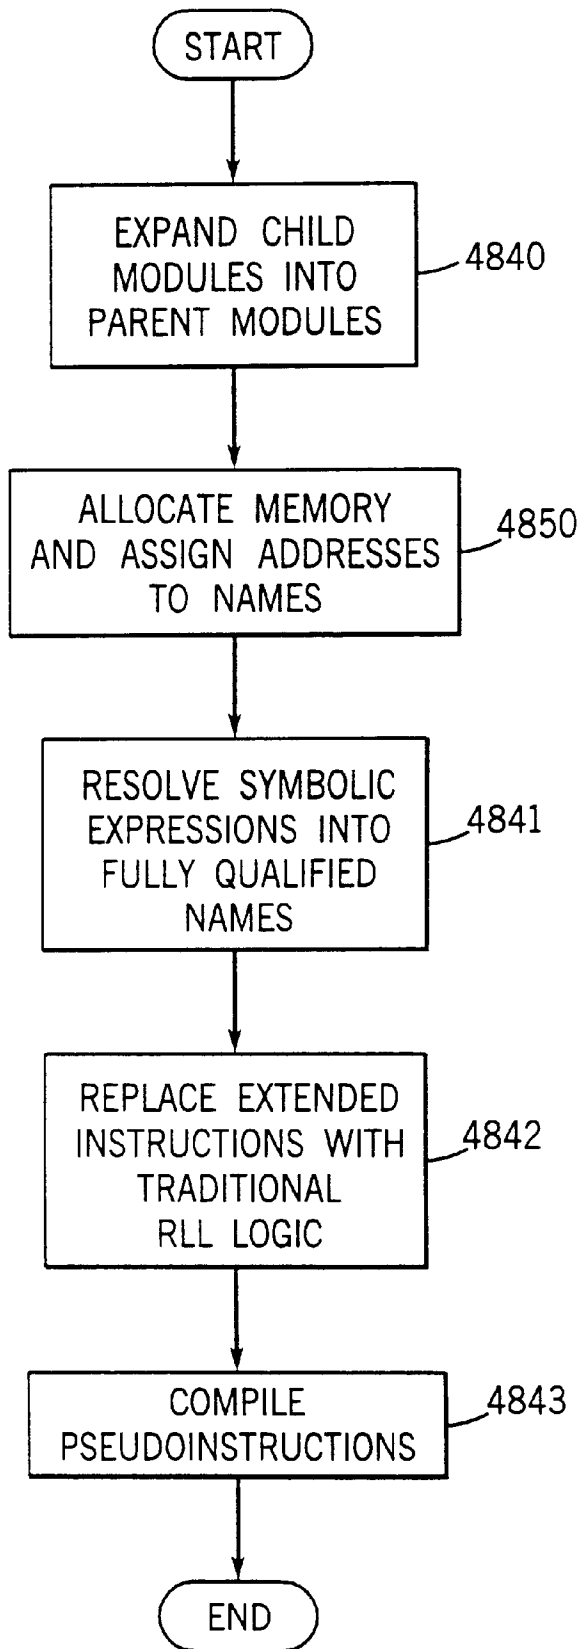 START
EXPAND CHILD
MODULES INTO
PARENT MODULES
4840
ALLOCATE MEMORY
AND ASSIGN ADDRESSES
TO NAMES
4850
RESOLVE SYMBOLIC
EXPRESSIONS INTO
FULLY QUALIFIED
NAMES
4841
REPLACE EXTENDED
INSTRUCTIONS WITH
TRADITIONAL
RLL LOGIC
4842
COMPILE
PSEUDOINSTRUCTIONS
4843
END